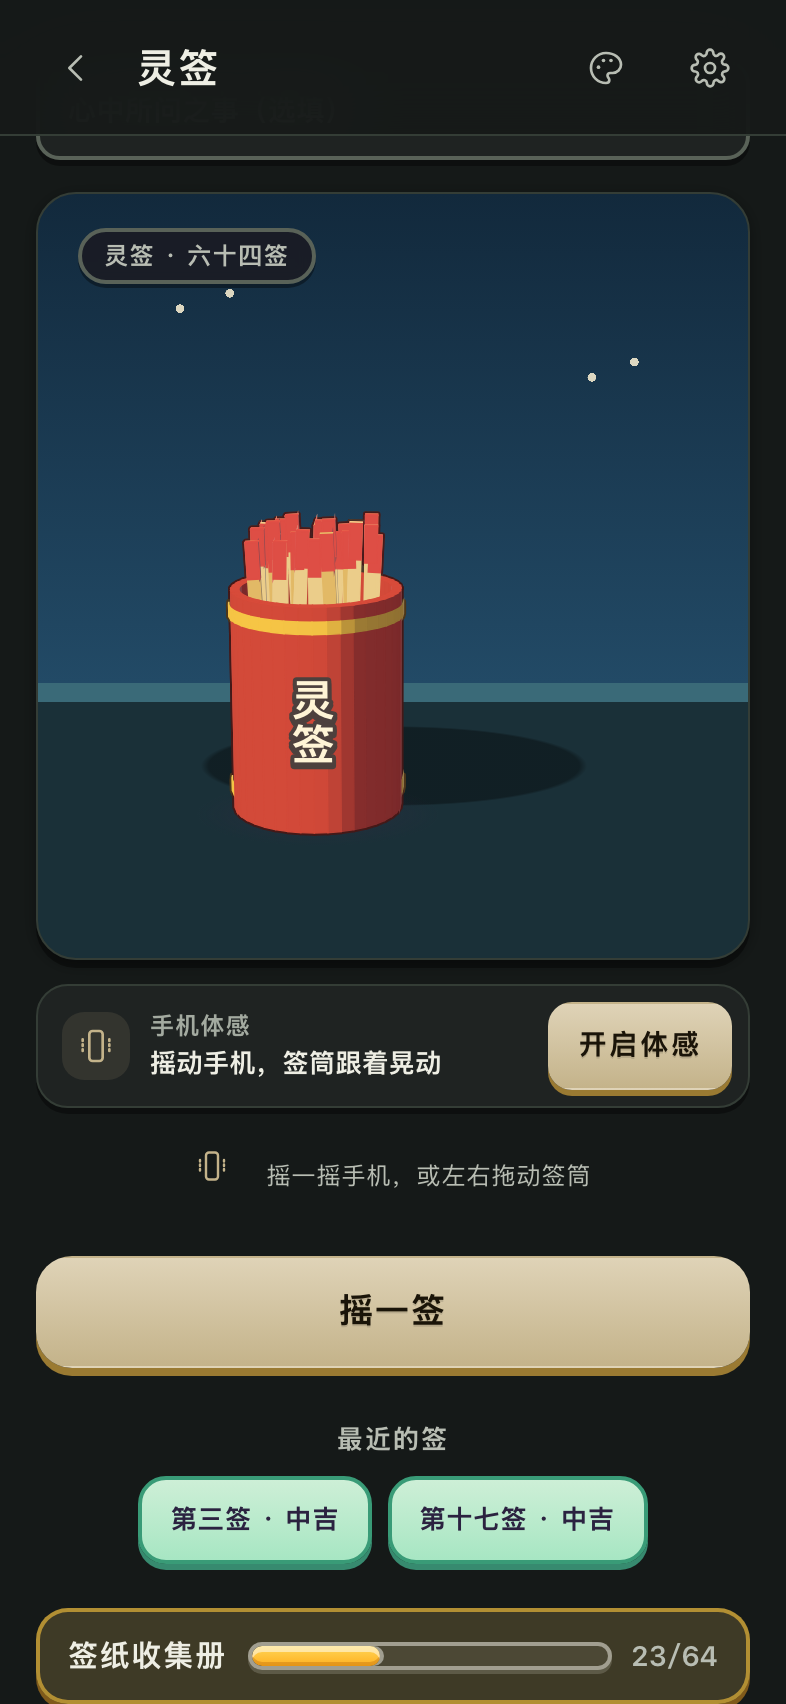 灵签
灵签 · 六十四签
灵签
手机体感
摇动手机，签筒跟着晃动
开启体感
摇一摇手机，或左右拖动签筒
摇一签
最近的签
第三签 · 中吉
第十七签 · 中吉
签纸收集册
23/64